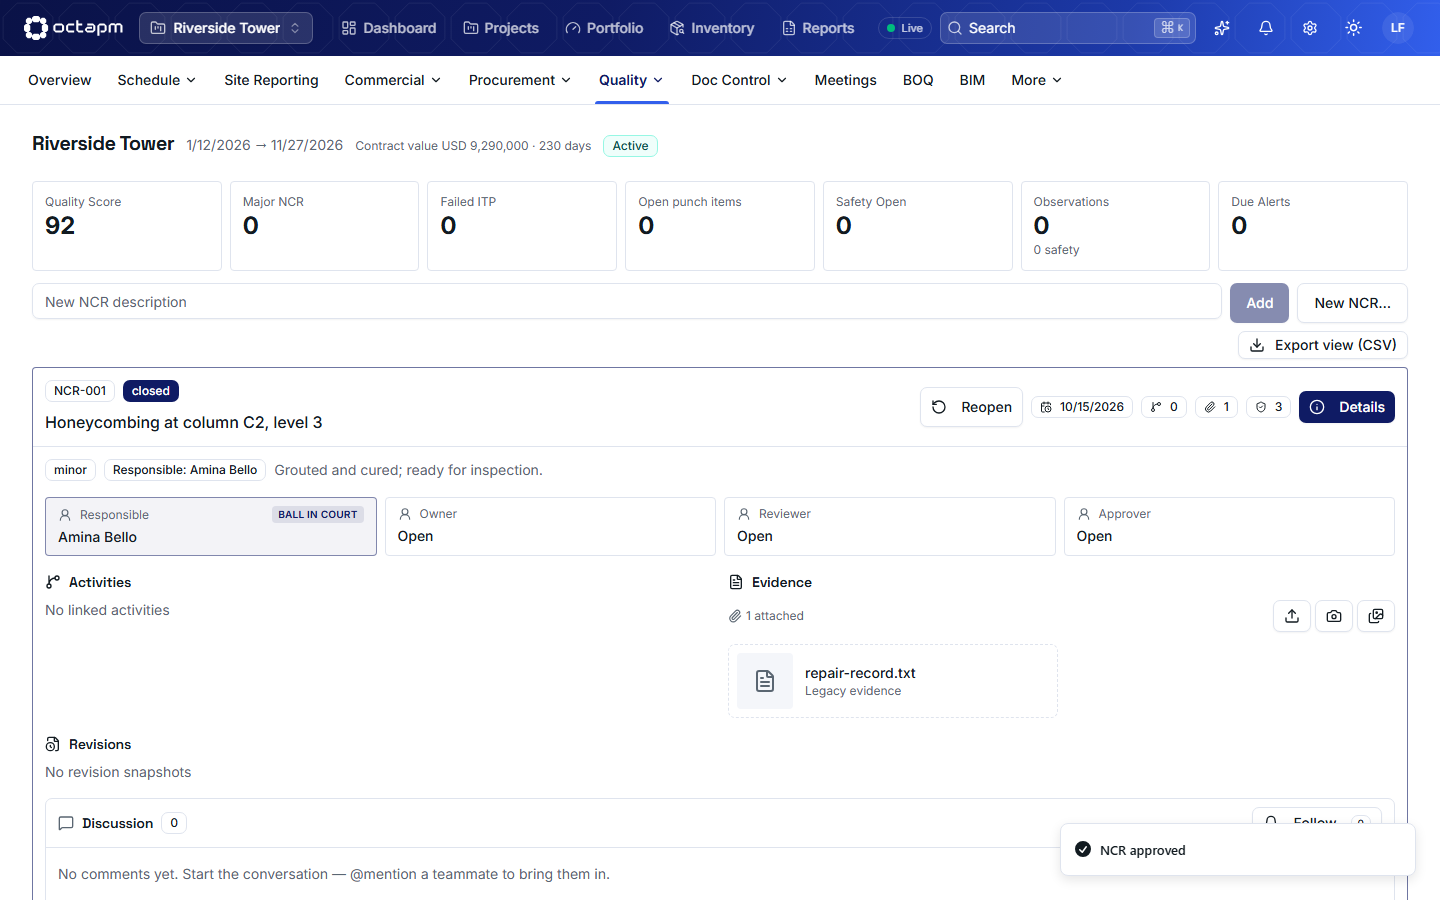 octapm
Riverside Tower
Dashboard
Projects
Portfolio
Inventory
Reports
Live
Search
⌘ K
LF
Overview
Schedule
Site Reporting
Commercial
Procurement
Quality
Doc Control
Meetings
BOQ
BIM
More
Riverside Tower 1/12/2026 → 11/27/2026 Contract value USD 9,290,000 · 230 days Active
Quality Score
92
Major NCR
0
Failed ITP
0
Open punch items
0
Safety Open
0
Observations
0
0 safety
Due Alerts
0
New NCR description
Add
New NCR...
Export view (CSV)
NCR-001 closed
Honeycombing at column C2, level 3
Reopen
10/15/2026
0
1
3
Details
minor
Responsible: Amina Bello
Grouted and cured; ready for inspection.
Responsible
BALL IN COURT
Amina Bello
Owner
Open
Reviewer
Open
Approver
Open
Activities
No linked activities
Evidence
1 attached
repair-record.txt
Legacy evidence
Revisions
No revision snapshots
Discussion 0
Follow 0
No comments yet. Start the conversation — @mention a teammate to bring them in.
NCR approved